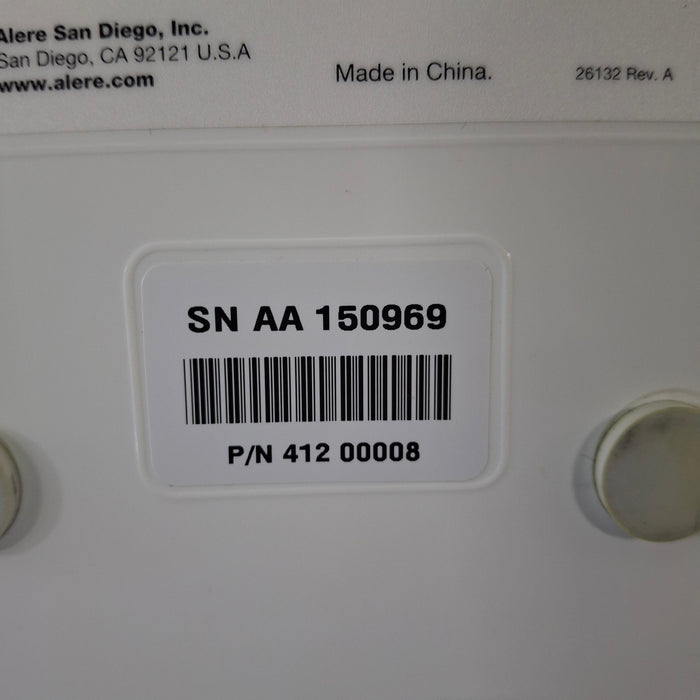 Alere San Diego, Inc.
San Diego, CA 92121 U.S.A
www.alere.com
Made in China.
26132 Rev. A
SN AA 150969
P/N 412 00008